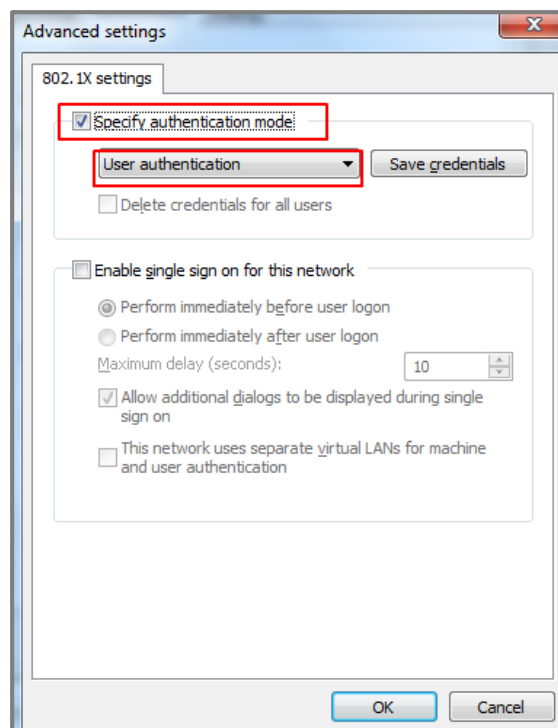 Advanced settings
802.1X settings
Specify authentication mode
User authentication
Save credentials
Delete credentials for all users
Enable single sign on for this network
Perform immediately before user logon
Perform immediately after user logon
Maximum delay (seconds):
10
Allow additional dialogs to be displayed during single
sign on
This network uses separate virtual LANs for machine
and user authentication
OK
Cancel